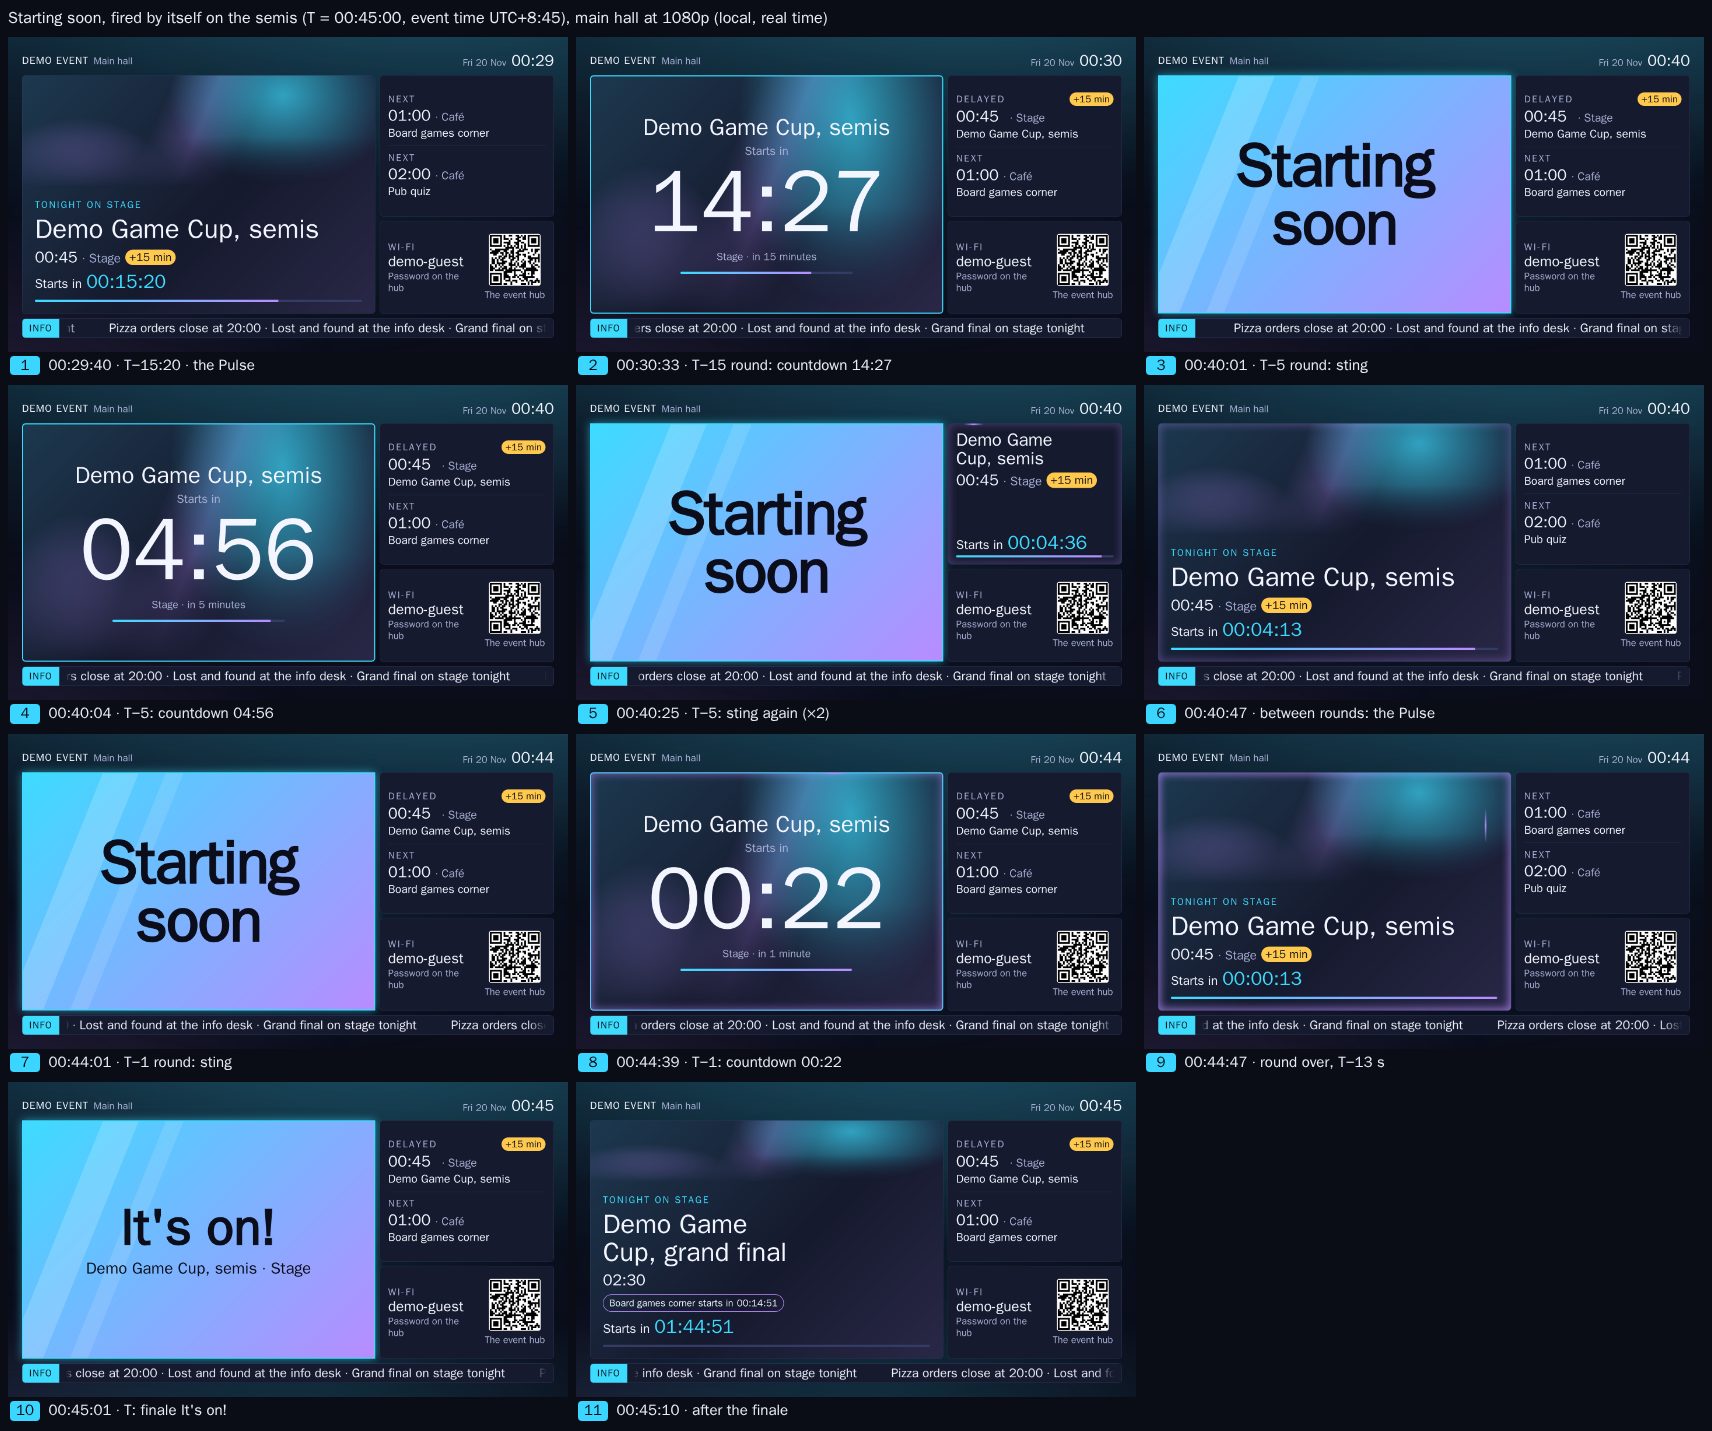 Starting soon, fired by itself on the semis (T = 00:45:00, event time UTC+8:45), main hall at 1080p (local, real time)
DEMO EVENT Main hall
Fri 20 Nov 00:29
TONIGHT ON STAGE
Demo Game Cup, semis
00:45 · Stage +15 min
Starts in 00:15:20
NEXT
01:00 · Café
Board games corner
NEXT
02:00 · Café
Pub quiz
WI-FI
demo-guest
Password on the
hub
The event hub
INFO
Pizza orders close at 20:00 · Lost and found at the info desk · Grand final on
1 00:29:40 · T−15:20 · the Pulse
DEMO EVENT Main hall
Fri 20 Nov 00:30
Demo Game Cup, semis
Starts in
14:27
Stage · in 15 minutes
DELAYED +15 min
00:45 · Stage
Demo Game Cup, semis
NEXT
01:00 · Café
Board games corner
WI-FI
demo-guest
Password on the
hub
The event hub
INFO
close at 20:00 · Lost and found at the info desk · Grand final on stage tonight
2 00:30:33 · T−15 round: countdown 14:27
DEMO EVENT Main hall
Fri 20 Nov 00:40
Starting
soon
DELAYED +15 min
00:45 · Stage
Demo Game Cup, semis
NEXT
01:00 · Café
Board games corner
WI-FI
demo-guest
Password on the
hub
The event hub
INFO
Pizza orders close at 20:00 · Lost and found at the info desk · Grand final on
3 00:40:01 · T−5 round: sting
DEMO EVENT Main hall
Fri 20 Nov 00:40
Demo Game Cup, semis
Starts in
04:56
Stage · in 5 minutes
DELAYED +15 min
00:45 · Stage
Demo Game Cup, semis
NEXT
01:00 · Café
Board games corner
WI-FI
demo-guest
Password on the
hub
The event hub
INFO
close at 20:00 · Lost and found at the info desk · Grand final on stage tonight
4 00:40:04 · T−5: countdown 04:56
DEMO EVENT Main hall
Fri 20 Nov 00:40
Starting
soon
Demo Game
Cup, semis
00:45 · Stage +15 min
Starts in 00:04:36
WI-FI
demo-guest
Password on the
hub
The event hub
INFO
orders close at 20:00 · Lost and found at the info desk · Grand final on stage tonight
5 00:40:25 · T−5: sting again (×2)
DEMO EVENT Main hall
Fri 20 Nov 00:40
TONIGHT ON STAGE
Demo Game Cup, semis
00:45 · Stage +15 min
Starts in 00:04:13
NEXT
01:00 · Café
Board games corner
NEXT
02:00 · Café
Pub quiz
WI-FI
demo-guest
Password on the
hub
The event hub
INFO
close at 20:00 · Lost and found at the info desk · Grand final on stage tonight
6 00:40:47 · between rounds: the Pulse
DEMO EVENT Main hall
Fri 20 Nov 00:44
Starting
soon
DELAYED +15 min
00:45 · Stage
Demo Game Cup, semis
NEXT
01:00 · Café
Board games corner
WI-FI
demo-guest
Password on the
hub
The event hub
INFO
· Lost and found at the info desk · Grand final on stage tonight Pizza orders
7 00:44:01 · T−1 round: sting
DEMO EVENT Main hall
Fri 20 Nov 00:44
Demo Game Cup, semis
Starts in
00:22
Stage · in 1 minute
DELAYED +15 min
00:45 · Stage
Demo Game Cup, semis
NEXT
01:00 · Café
Board games corner
WI-FI
demo-guest
Password on the
hub
The event hub
INFO
orders close at 20:00 · Lost and found at the info desk · Grand final on stage tonight
8 00:44:39 · T−1: countdown 00:22
DEMO EVENT Main hall
Fri 20 Nov 00:44
TONIGHT ON STAGE
Demo Game Cup, semis
00:45 · Stage +15 min
Starts in 00:00:13
NEXT
01:00 · Café
Board games corner
NEXT
02:00 · Café
Pub quiz
WI-FI
demo-guest
Password on the
hub
The event hub
INFO
at the info desk · Grand final on stage tonight Pizza orders close at 20:00 ·
9 00:44:47 · round over, T−13 s
DEMO EVENT Main hall
Fri 20 Nov 00:45
It's on!
Demo Game Cup, semis · Stage
DELAYED +15 min
00:45 · Stage
Demo Game Cup, semis
NEXT
01:00 · Café
Board games corner
WI-FI
demo-guest
Password on the
hub
The event hub
INFO
close at 20:00 · Lost and found at the info desk · Grand final on stage tonight
10 00:45:01 · T: finale It's on!
DEMO EVENT Main hall
Fri 20 Nov 00:45
TONIGHT ON STAGE
Demo Game
Cup, grand final
02:30
Board games corner starts in 00:14:51
Starts in 01:44:51
DELAYED +15 min
00:45 · Stage
Demo Game Cup, semis
NEXT
01:00 · Café
Board games corner
WI-FI
demo-guest
Password on the
hub
The event hub
INFO
info desk · Grand final on stage tonight Pizza orders close at 20:00 · Lost and
11 00:45:10 · after the finale